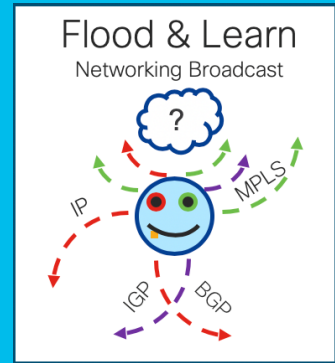 Flood & Learn
Networking Broadcast
?
MPLS
IP
IGP
BGP